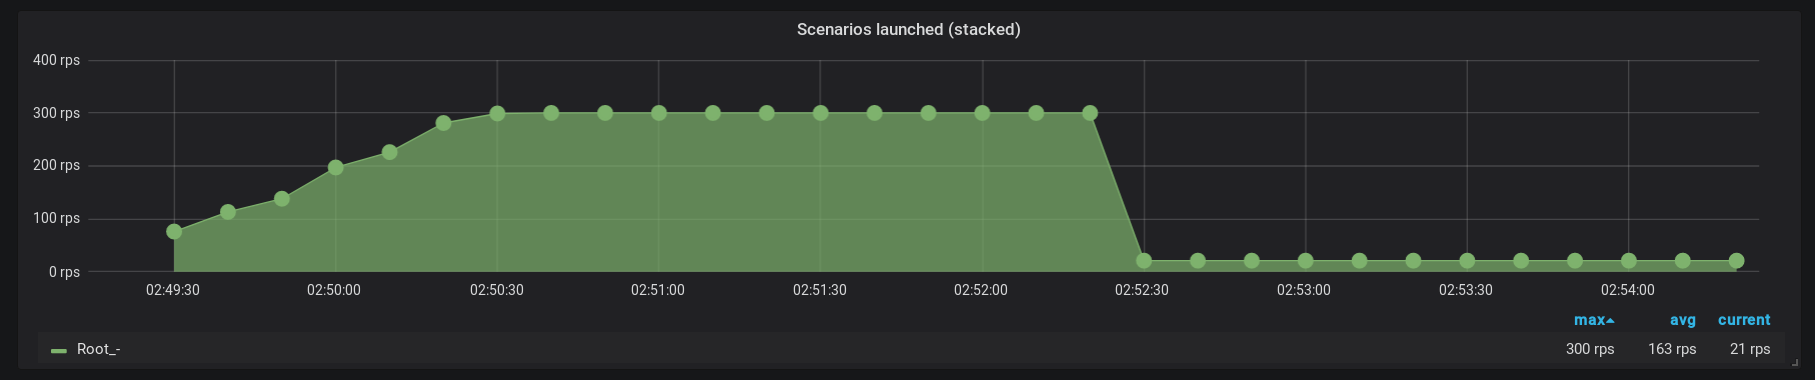 Scenarios launched (stacked)
400 rps
300 rps
200 rps
100 rps
0 rps
02:49:30 02:50:00 02:50:30 02:51:00 02:51:30 02:52:00 02:52:30 02:53:00 02:53:30 02:54:00
max avg current
Root_- 300 rps 163 rps 21 rps